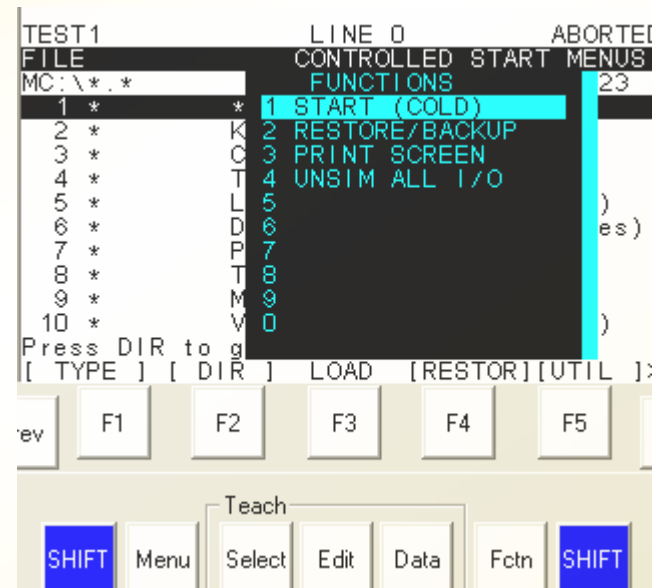 TEST1 LINE 0 ABORTED
FILE CONTROLLED START MENUS
MC:\*.* FUNCTIONS 23
1 * * 1 START (COLD)
2 * K 2 RESTORE/BACKUP
3 * C 3 PRINT SCREEN
4 * T 4 UNSIM ALL I/O
5 * L 5 )
6 * D 6 es)
7 * P 7
8 * T 8
9 * M 9
10 * V 0 )
Press DIR to g
[ TYPE ] [ DIR ] LOAD [RESTOR][UTIL ]>
ev F1 F2 F3 F4 F5
Teach
SHIFT Menu Select Edit Data Fctn SHIFT